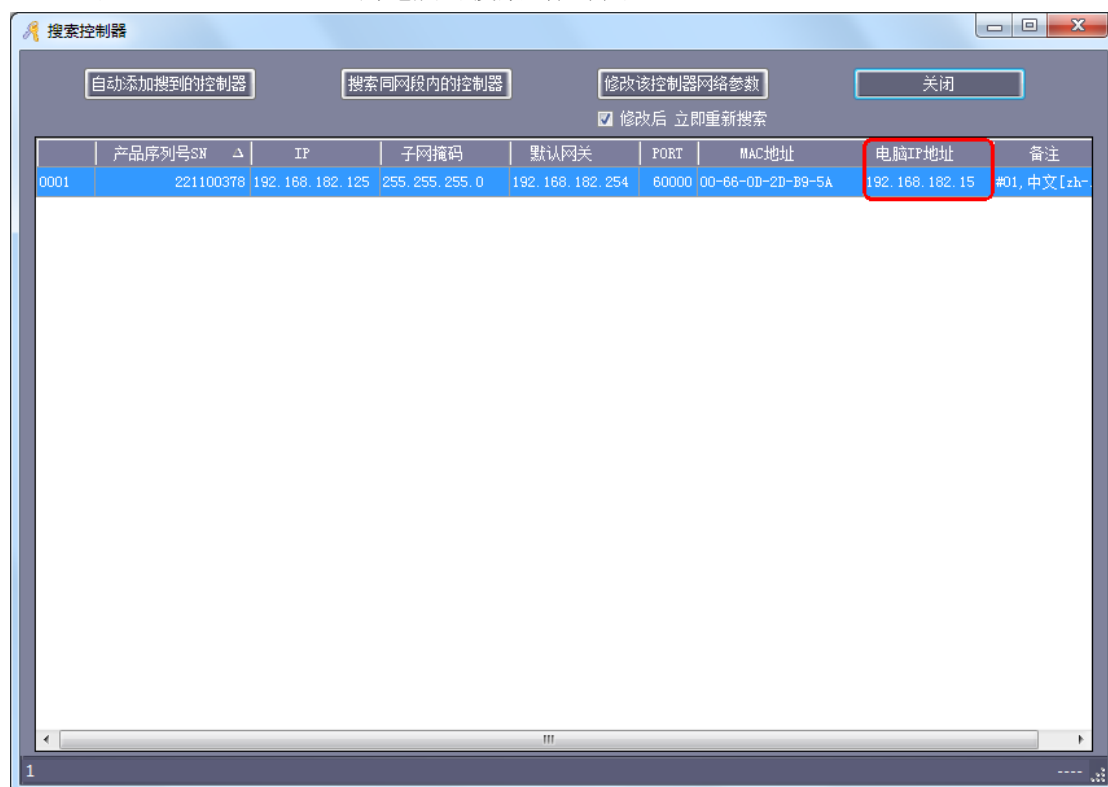 搜索控制器
自动添加搜到的控制器 搜索同网段内的控制器 修改该控制器网络参数 关闭
修改后 立即重新搜索
产品序列号SN IP 子网掩码 默认网关 PORT MAC地址 电脑IP地址 备注
0001 221100378 192.168.182.125 255.255.255.0 192.168.182.254 60000 00-66-0D-2D-B9-5A 192.168.182.15 #01,中文[zh-
1 ----